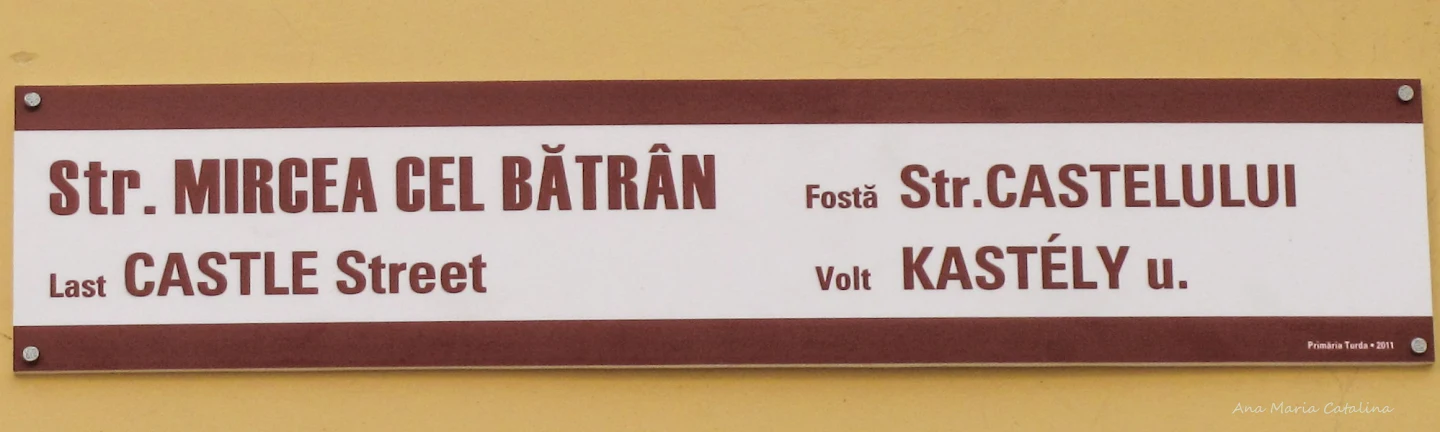 Str. MIRCEA CEL BĂTRÂN
Last CASTLE Street
Fostă Str.CASTELULUI
Volt KASTÉLY u.
Primăria Turda • 2011
Ana Maria Catalina